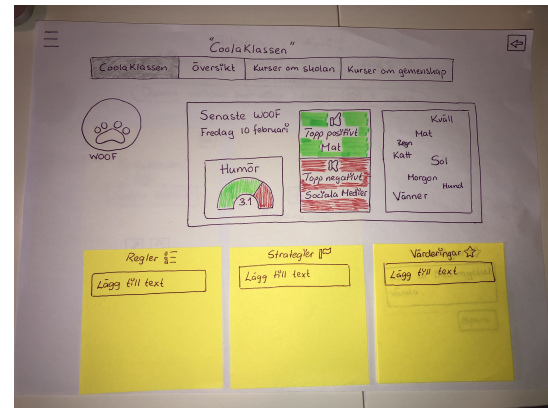 "CoolaKlassen"
CoolaKlassen
Översikt
Kurser om skolan
Kurser om gemenskap
WOOF
Senaste WOOF
Fredag 10 februari
Humör
3.1
Topp positivt
Mat
Topp negativt
Sociala Medier
Kväll
Mat
Regn
Katt
Sol
Morgon
Hund
Vänner
Regler
Lägg till text
Strategier
Lägg till text
Värderingar
Lägg till text